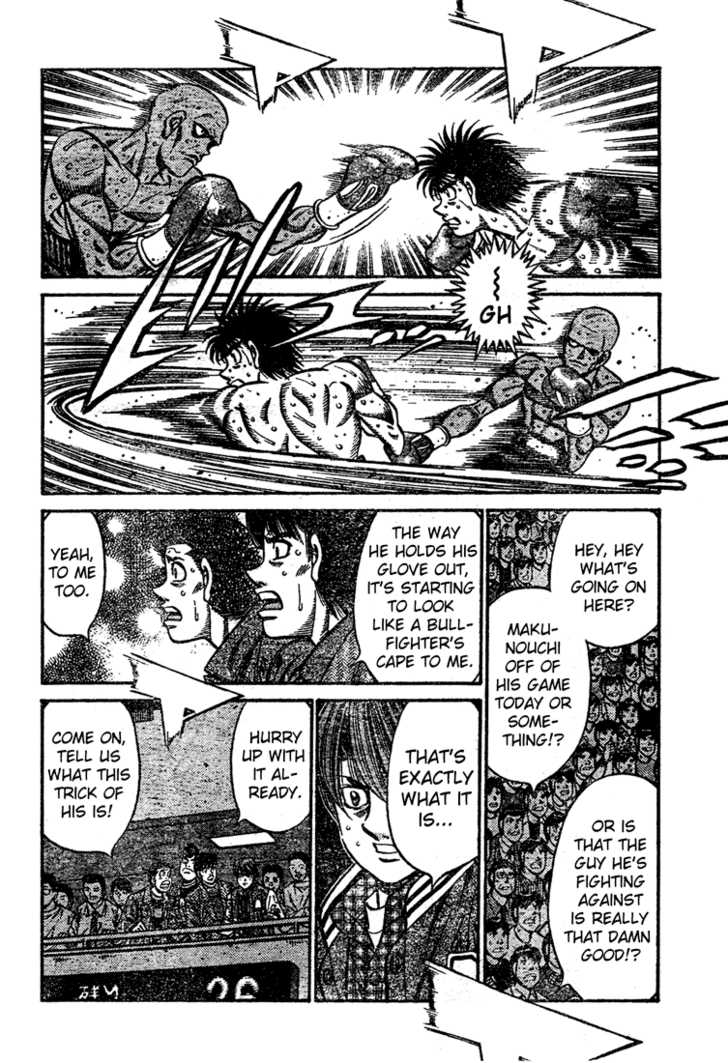 GH
HEY, HEY
WHAT'S
GOING ON
HERE?
MAKU-
NOUCHI
OFF OF
HIS GAME
TODAY OR
SOME-
THING!?
OR IS
THAT THE
GUY HE'S
FIGHTING
AGAINST
IS REALLY
THAT DAMN
GOOD!?
THE WAY
HE HOLDS HIS
GLOVE OUT,
IT'S STARTING
TO LOOK
LIKE A BULL-
FIGHTER'S
CAPE TO ME.
YEAH,
TO ME
TOO.
THAT'S
EXACTLY
WHAT IT
IS...
HURRY
UP WITH
IT AL-
READY.
COME ON,
TELL US
WHAT THIS
TRICK OF
HIS IS!